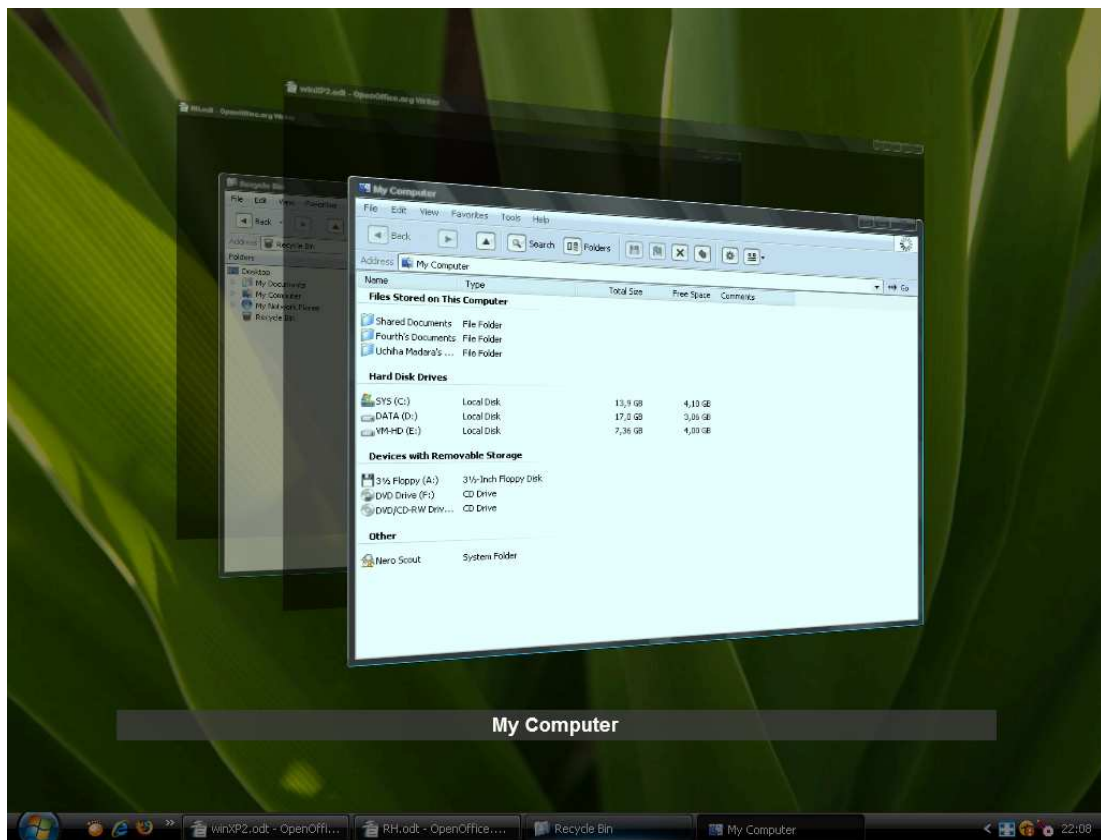 winXP2.odt - OpenOffice.org Writer
RH.odt - OpenOffice.org Writer
Recycle Bin
File Edit View Favorites
Back
Address Recycle Bin
Folders
Desktop
My Documents
My Computer
My Network Places
Recycle Bin
My Computer
File Edit View Favorites Tools Help
Back Search Folders
Address My Computer Go
Name Type Total Size Free Space Comments
Files Stored on This Computer
Shared Documents File Folder
Fourth's Documents File Folder
Uchiha Madara's ... File Folder
Hard Disk Drives
SYS (C:) Local Disk 13,9 GB 4,10 GB
DATA (D:) Local Disk 17,0 GB 3,06 GB
VM-HD (E:) Local Disk 7,36 GB 4,00 GB
Devices with Removable Storage
3½ Floppy (A:) 3½-Inch Floppy Disk
DVD Drive (F:) CD Drive
DVD/CD-RW Driv... CD Drive
Other
Nero Scout System Folder
My Computer
winXP2.odt - OpenOffi... RH.odt - OpenOffice.... Recycle Bin My Computer 22:08